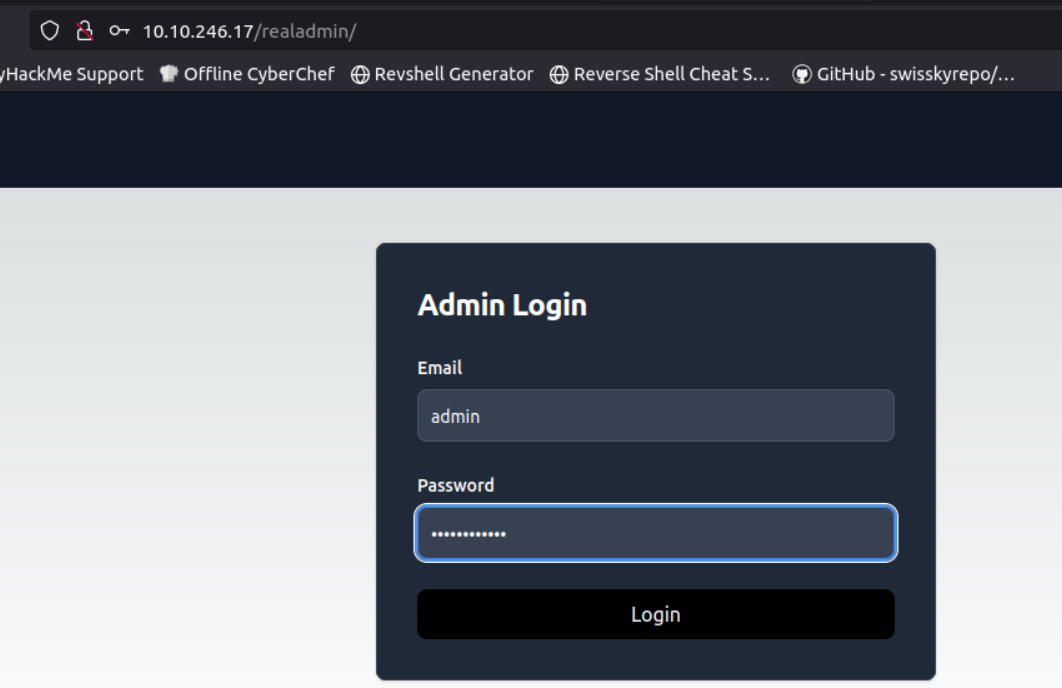 10.10.246.17/realadmin/
yHackMe Support Offline CyberChef Revshell Generator Reverse Shell Cheat S... GitHub - swisskyrepo/...
Admin Login
Email
admin
Password
••••••••••••
Login